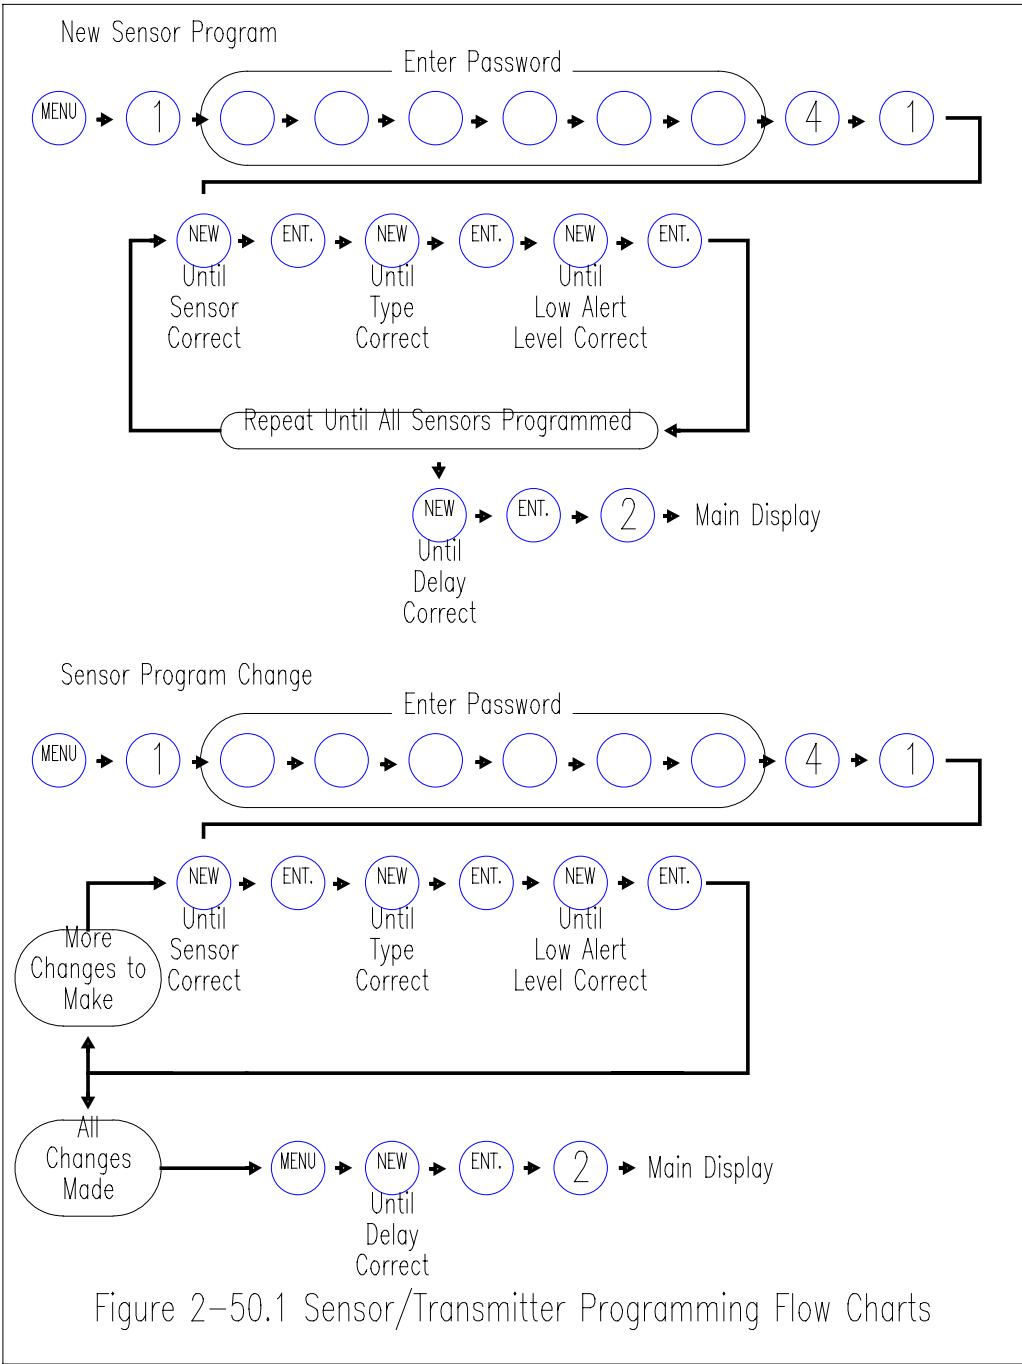 New Sensor Program
Enter Password
MENU 1 4 1
NEW ENT. NEW ENT. NEW ENT.
Until Until Until
Sensor Type Low Alert
Correct Correct Level Correct
Repeat Until All Sensors Programmed
NEW ENT. 2 Main Display
Until
Delay
Correct
Sensor Program Change
Enter Password
MENU 1 4 1
NEW ENT. NEW ENT. NEW ENT.
Until Until Until
Sensor Type Low Alert
Correct Correct Level Correct
More
Changes to
Make
All
Changes
Made
MENU NEW ENT. 2 Main Display
Until
Delay
Correct
Figure 2-50.1 Sensor/Transmitter Programming Flow Charts